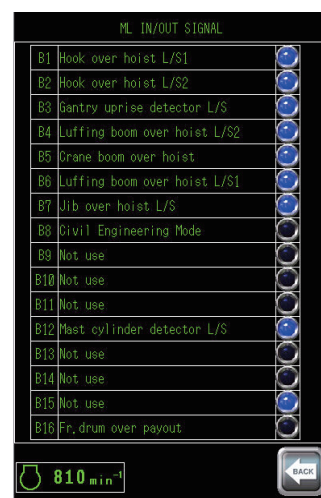 ML IN/OUT SIGNAL
B1 Hook over hoist L/S1
B2 Hook over hoist L/S2
B3 Gantry uprise detector L/S
B4 Luffing boom over hoist L/S2
B5 Crane boom over hoist
B6 Luffing boom over hoist L/S1
B7 Jib over hoist L/S
B8 Civil Engineering Mode
B9 Not use
B10 Not use
B11 Not use
B12 Mast cylinder detector L/S
B13 Not use
B14 Not use
B15 Not use
B16 Fr.drum over payout
810 min⁻¹
BACK